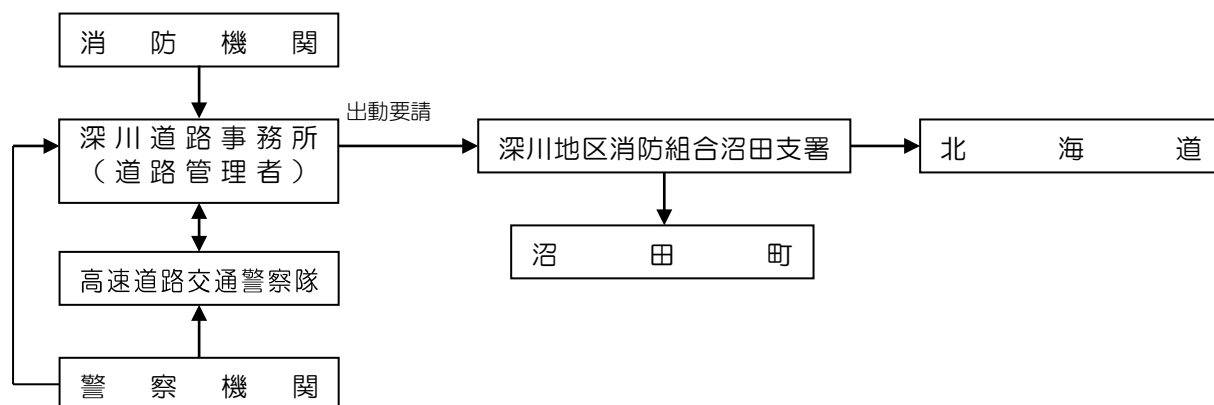 消防機関
出動要請
深川道路事務所
（道路管理者）
深川地区消防組合沼田支署
北海道
沼田町
高速道路交通警察隊
警察機関